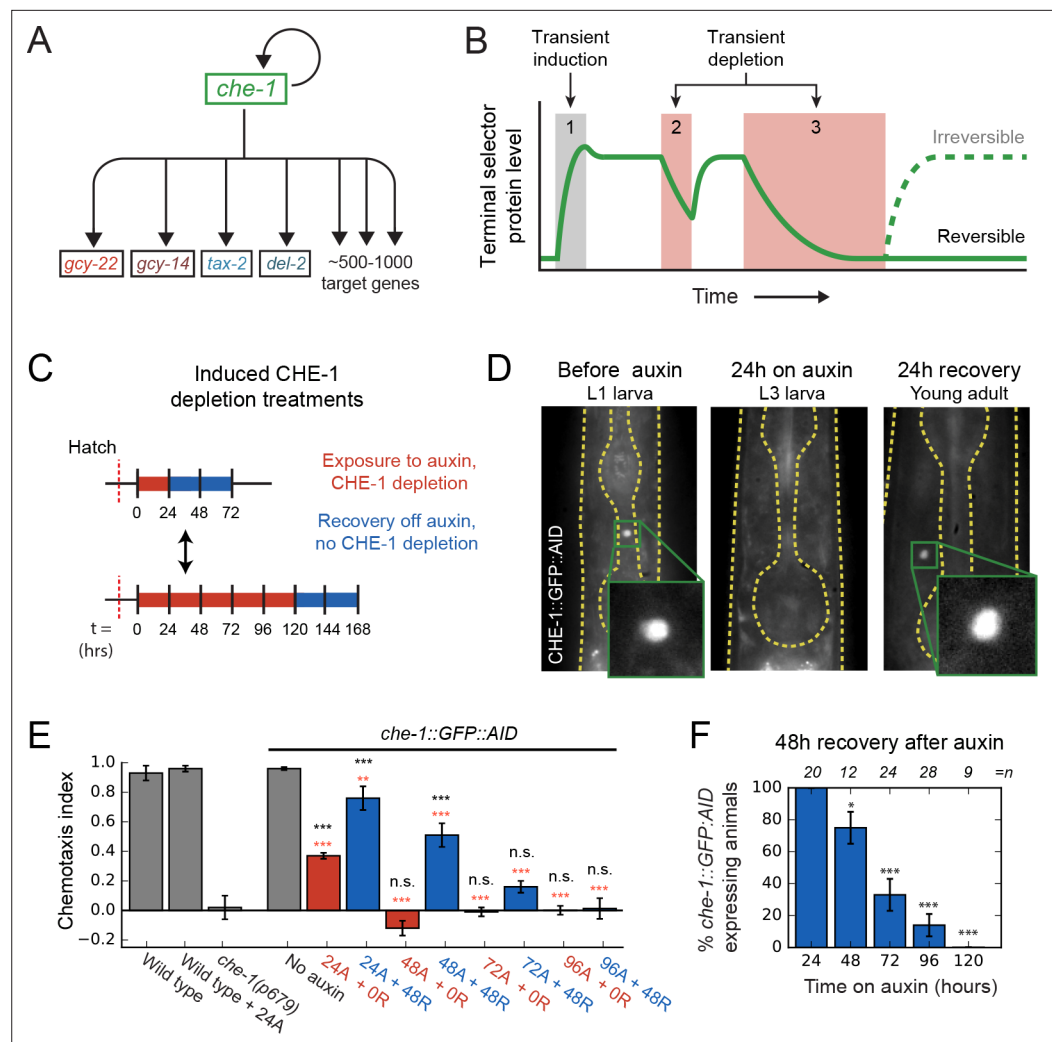 A
che-1
gcy-22
gcy-14
tax-2
del-2
~500-1000
target genes
B
Transient
induction
Transient
depletion
1
2
3
Irreversible
Reversible
Terminal selector
protein level
Time
C
Induced CHE-1
depletion treatments
Hatch
0 24 48 72
Exposure to auxin,
CHE-1 depletion
Recovery off auxin,
no CHE-1 depletion
t =
(hrs)
0 24 48 72 96 120 144 168
D
Before auxin
L1 larva
24h on auxin
L3 larva
24h recovery
Young adult
CHE-1::GFP::AID
E
che-1::GFP::AID
Chemotaxis index
1.0
0.8
0.6
0.4
0.2
0.0
−0.2
***
***
***
**
n.s.
***
***
***
n.s.
***
n.s.
***
n.s.
***
n.s.
***
Wild type
Wild type + 24A
che-1(p679)
No auxin
24A + 0R
24A + 48R
48A + 0R
48A + 48R
72A + 0R
72A + 48R
96A + 0R
96A + 48R
F
48h recovery after auxin
20 12 24 28 9 =n
% che-1::GFP:AID
expressing animals
100
80
60
40
20
0
*
***
***
***
24 48 72 96 120
Time on auxin (hours)